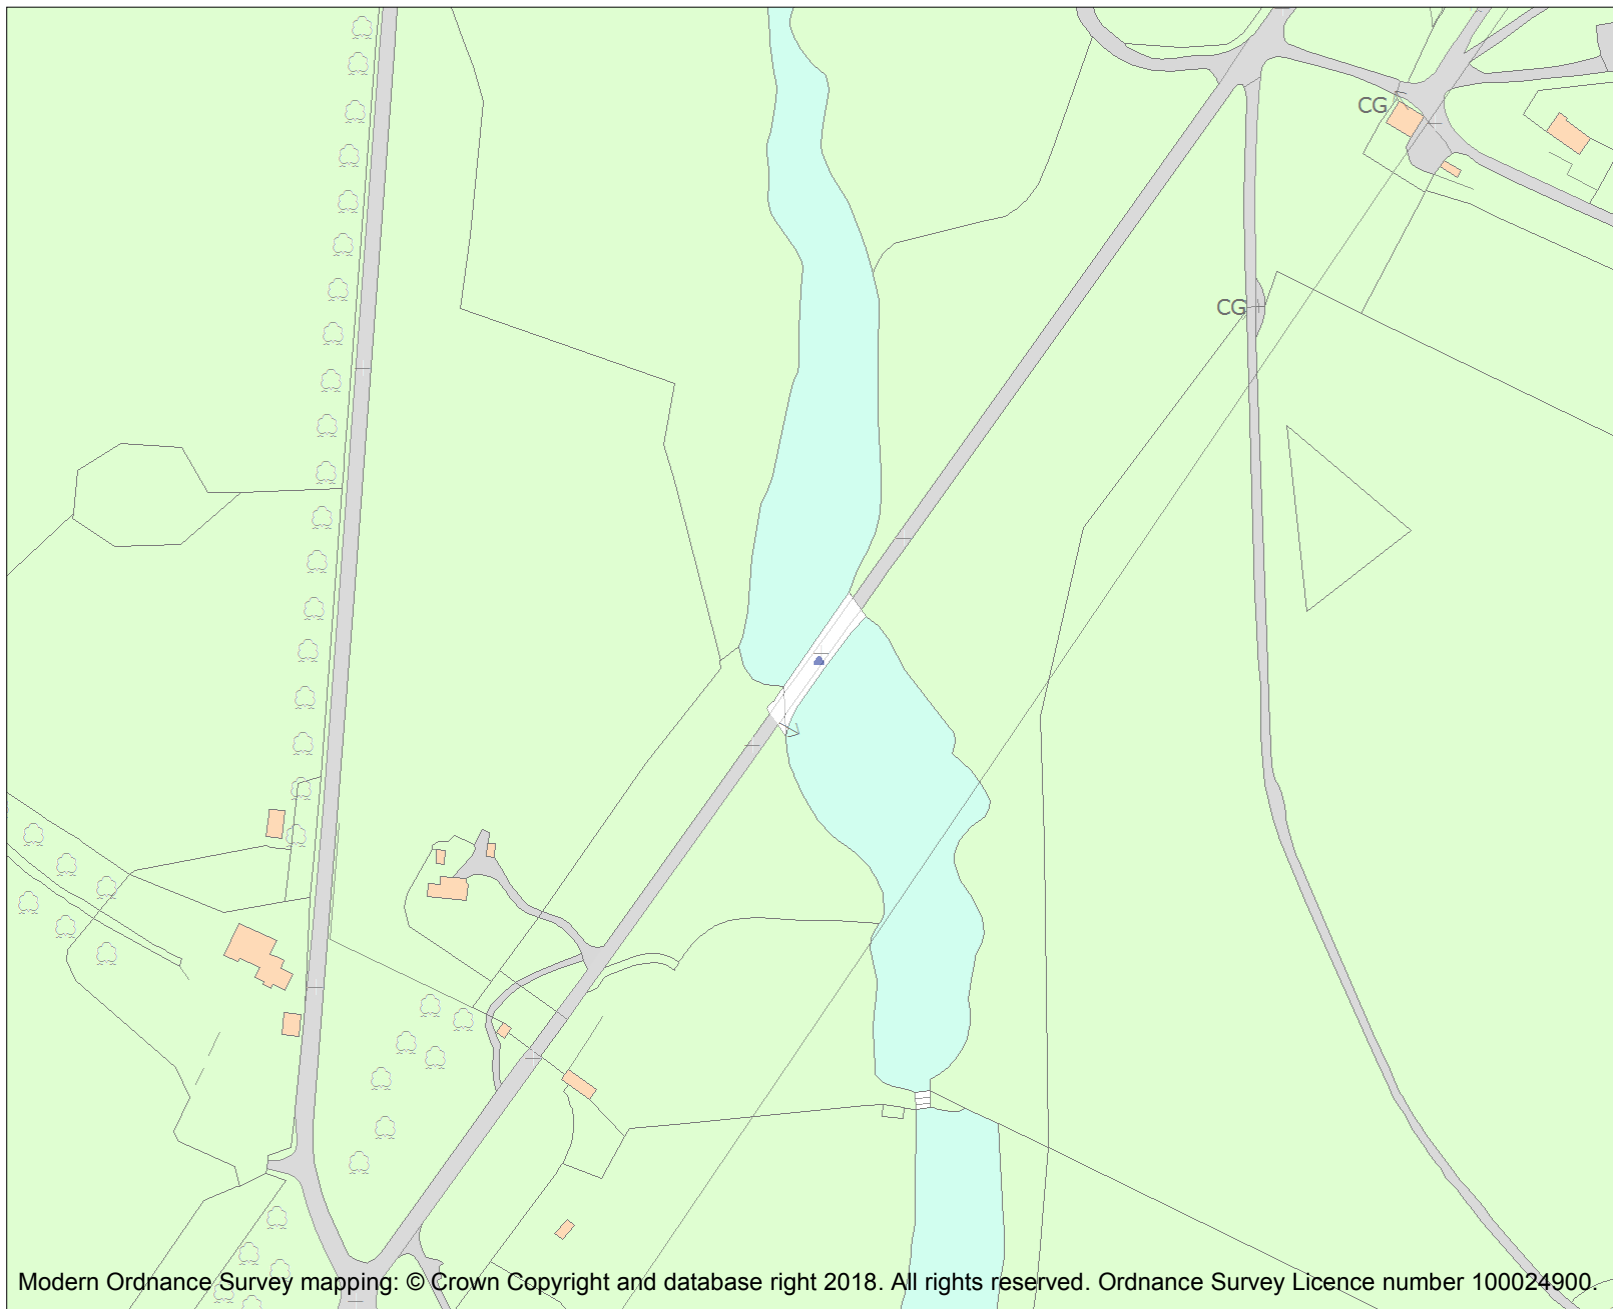 CG
CG
Modern Ordnance Survey mapping: © Crown Copyright and database right 2018. All rights reserved. Ordnance Survey Licence number 100024900.